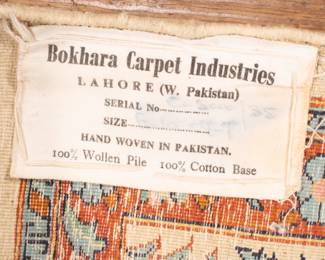 Bokhara Carpet Industries
LAHORE (W. Pakistan)
SERIAL No
SIZE
HAND WOVEN IN PAKISTAN.
100% Wollen Pile 100% Cotton Base